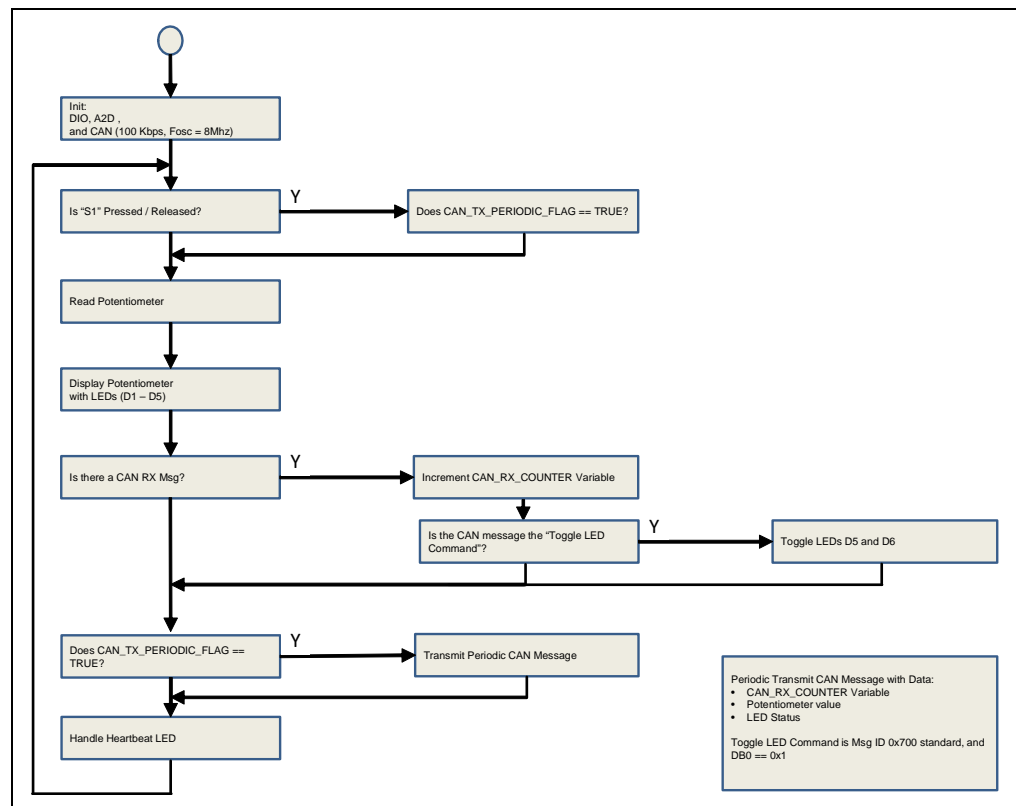 Init:
DIO, A2D ,
and CAN (100 Kbps, Fosc = 8Mhz)
Is “S1” Pressed / Released?
Y
Does CAN_TX_PERIODIC_FLAG == TRUE?
Read Potentiometer
Display Potentiometer
with LEDs (D1 – D5)
Is there a CAN RX Msg?
Y
Increment CAN_RX_COUNTER Variable
Is the CAN message the “Toggle LED
Command”?
Y
Toggle LEDs D5 and D6
Does CAN_TX_PERIODIC_FLAG ==
TRUE?
Y
Transmit Periodic CAN Message
Handle Heartbeat LED
Periodic Transmit CAN Message with Data:
• CAN_RX_COUNTER Variable
• Potentiometer value
• LED Status
Toggle LED Command is Msg ID 0x700 standard, and
DB0 == 0x1